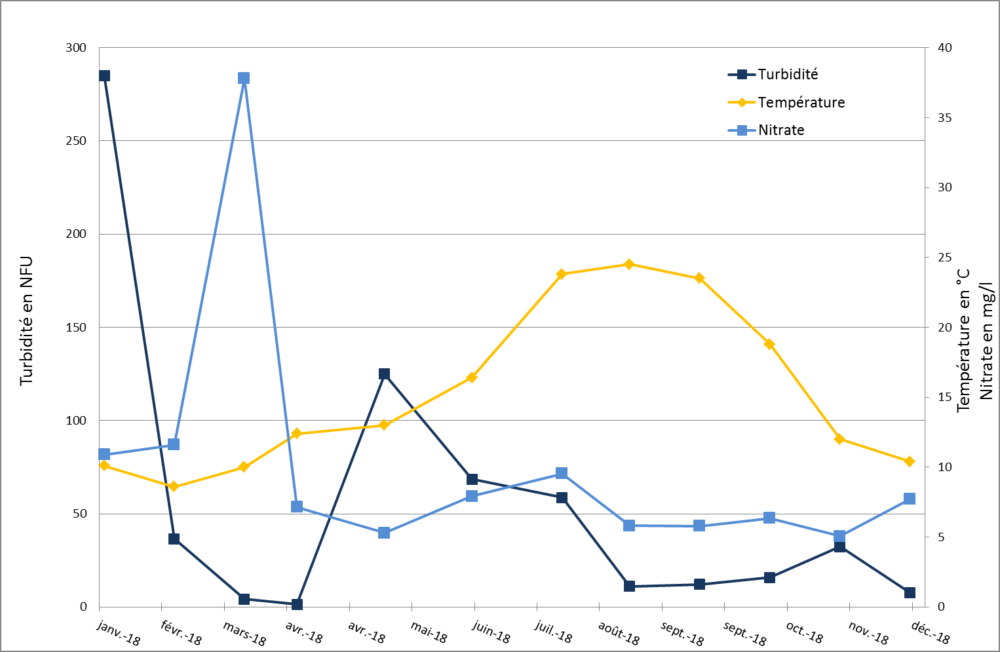 300
250
200
150
100
50
0
Turbidité en NFU
Turbidité
Température
Nitrate
40
35
30
25
20
15
10
5
0
Température en °C
Nitrate en mg/l
janv.-18
févr.-18
mars-18
avr.-18
avr.-18
mai-18
juin-18
juil.-18
août-18
sept.-18
sept.-18
oct.-18
nov.-18
déc.-18